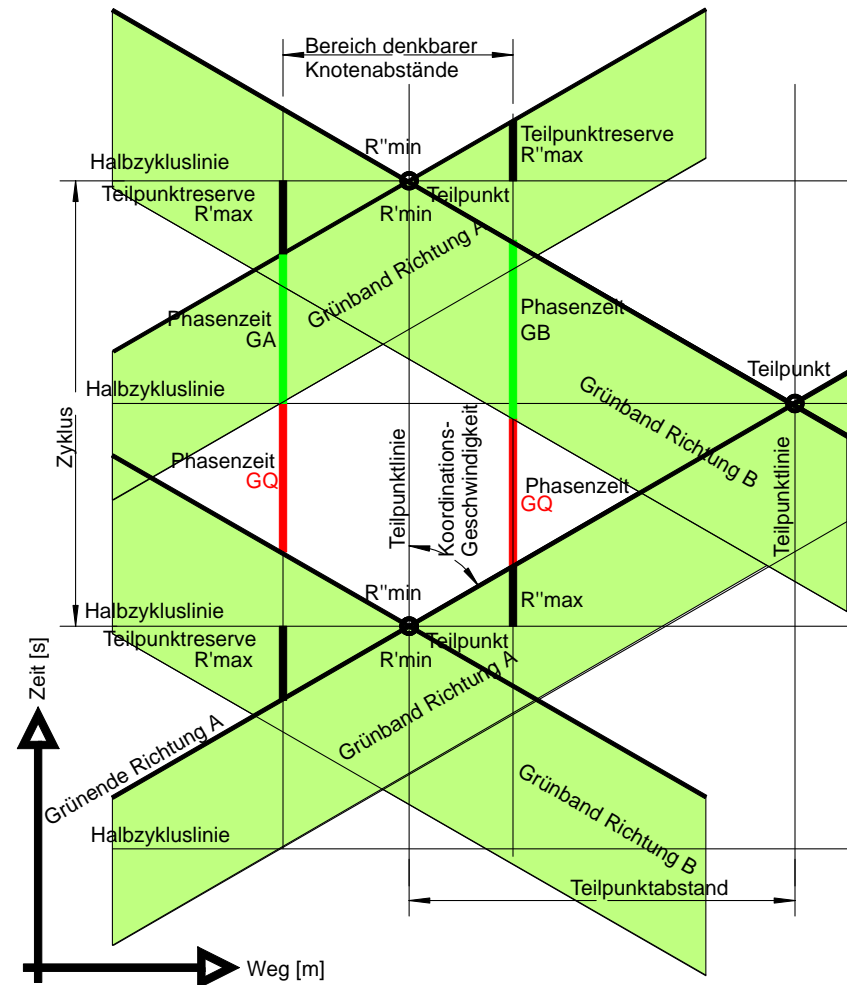 Bereich denkbarer
Knotenabstände
Teilpunktreserve
R''max
R''min
Halbzykluslinie
Teilpunktreserve
R'max
Teilpunkt
R'min
Grünband Richtung A
Phasenzeit
GA
Phasenzeit
GB
Teilpunkt
Halbzykluslinie
Grünband Richtung B
Zyklus
Teilpunktlinie
Koordinations-
Geschwindigkeit
Teilpunktlinie
Phasenzeit
GQ
Phasenzeit
GQ
R''min
R''max
Halbzykluslinie
Teilpunktreserve
R'max
Teilpunkt
R'min
Grünband Richtung A
Zeit [s]
Grünende Richtung A
Grünband Richtung B
Halbzykluslinie
Teilpunktabstand
Weg [m]